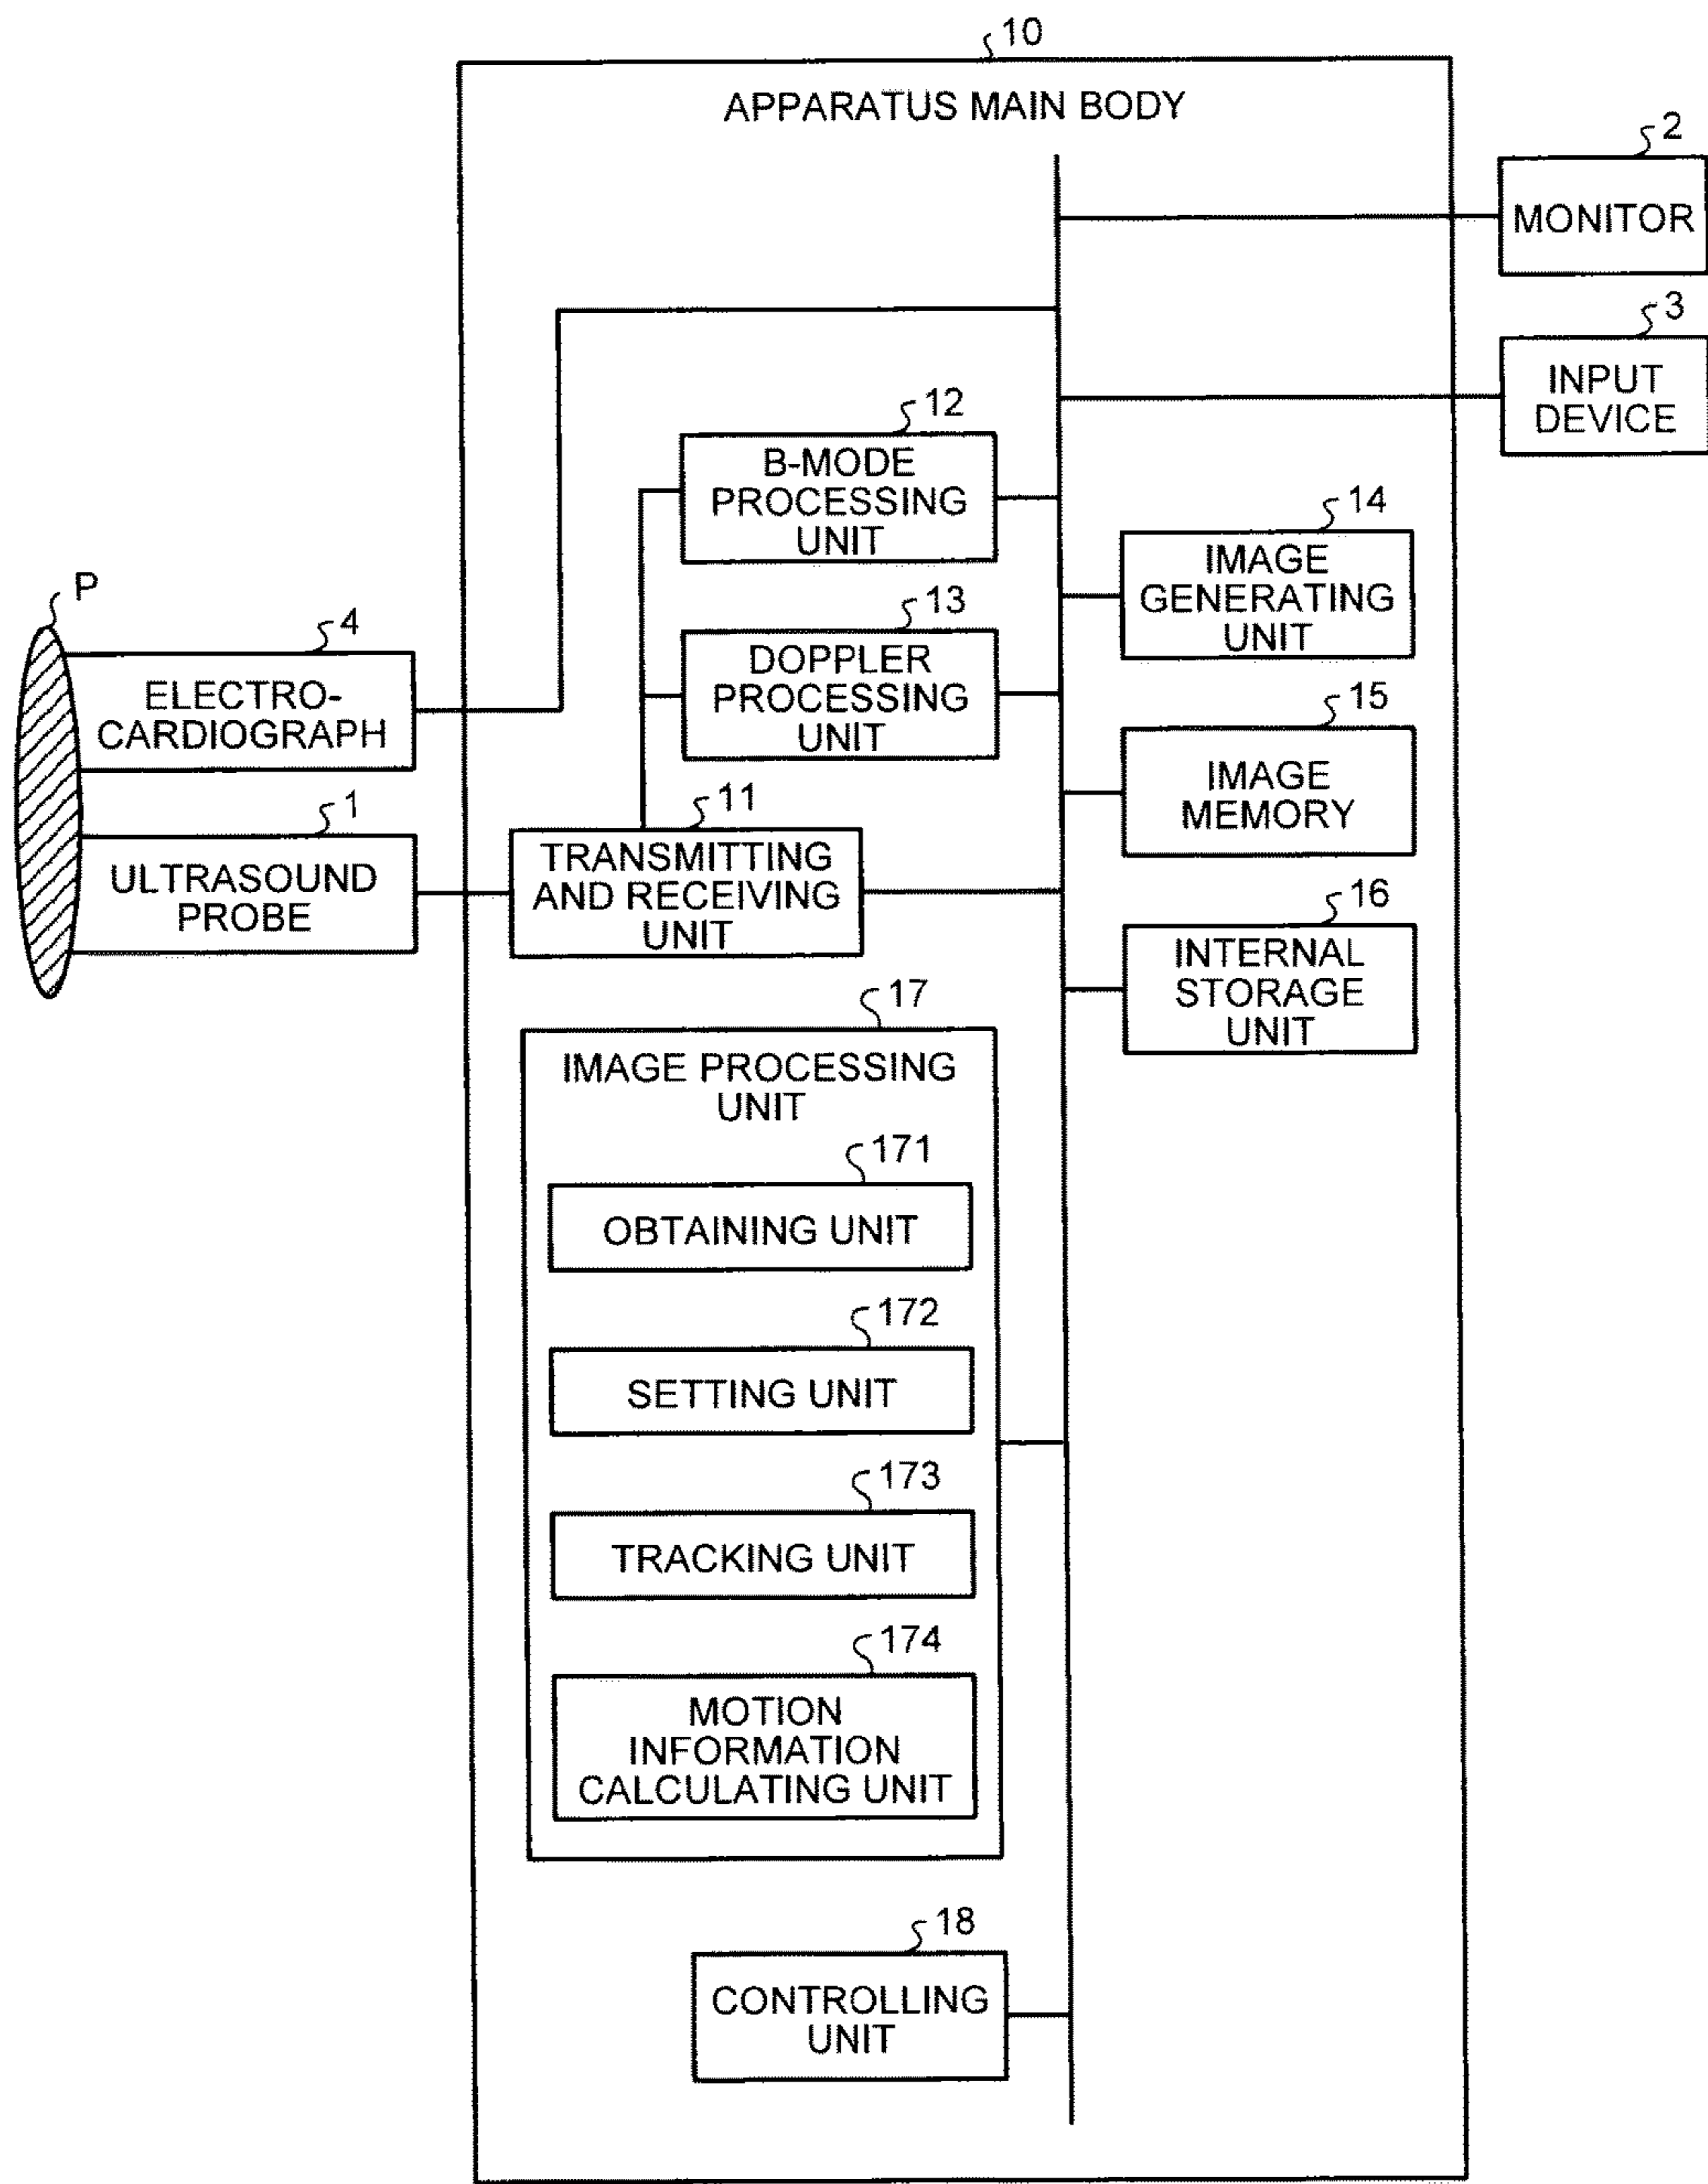 10
APPARATUS MAIN BODY
2
MONITOR
3
INPUT
DEVICE
12
B-MODE
PROCESSING
UNIT
14
IMAGE
GENERATING
UNIT
P
4
ELECTRO-
CARDIOGRAPH
13
DOPPLER
PROCESSING
UNIT
15
IMAGE
MEMORY
1
ULTRASOUND
PROBE
11
TRANSMITTING
AND RECEIVING
UNIT
16
INTERNAL
STORAGE
UNIT
17
IMAGE PROCESSING
UNIT
171
OBTAINING UNIT
172
SETTING UNIT
173
TRACKING UNIT
174
MOTION
INFORMATION
CALCULATING UNIT
18
CONTROLLING
UNIT